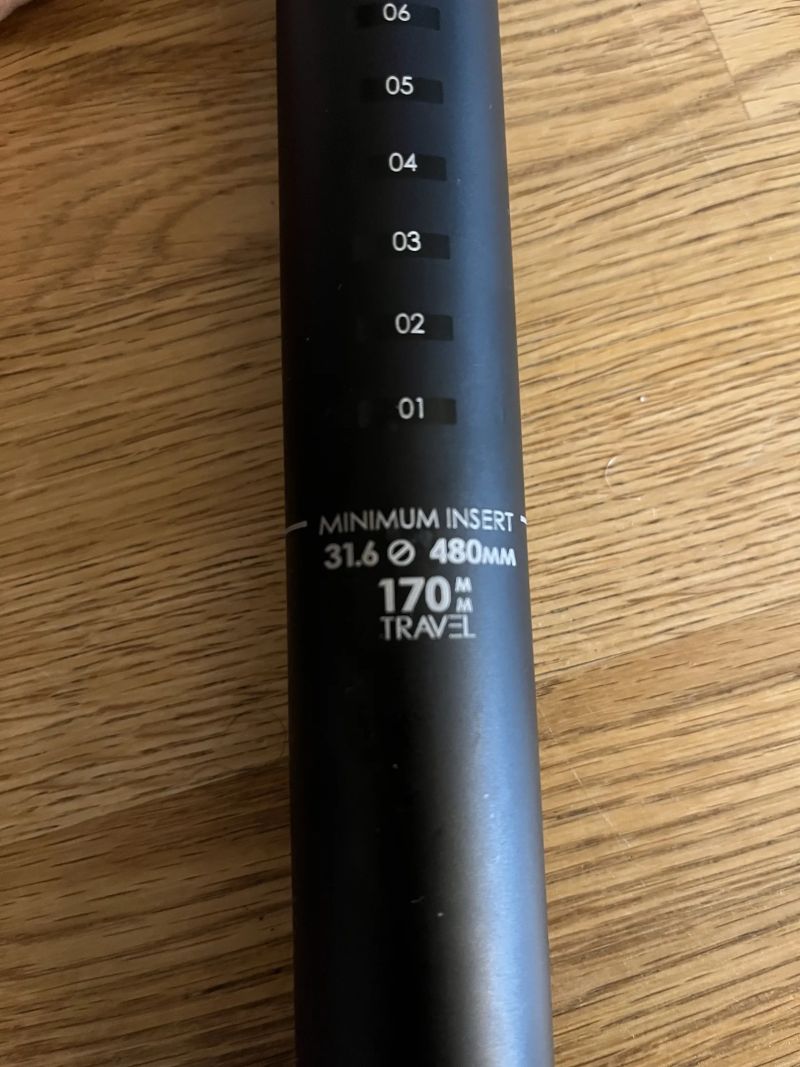 06
05
04
03
02
01
MINIMUM INSERT
31.6 Ø 480MM
170MM
TRAVEL